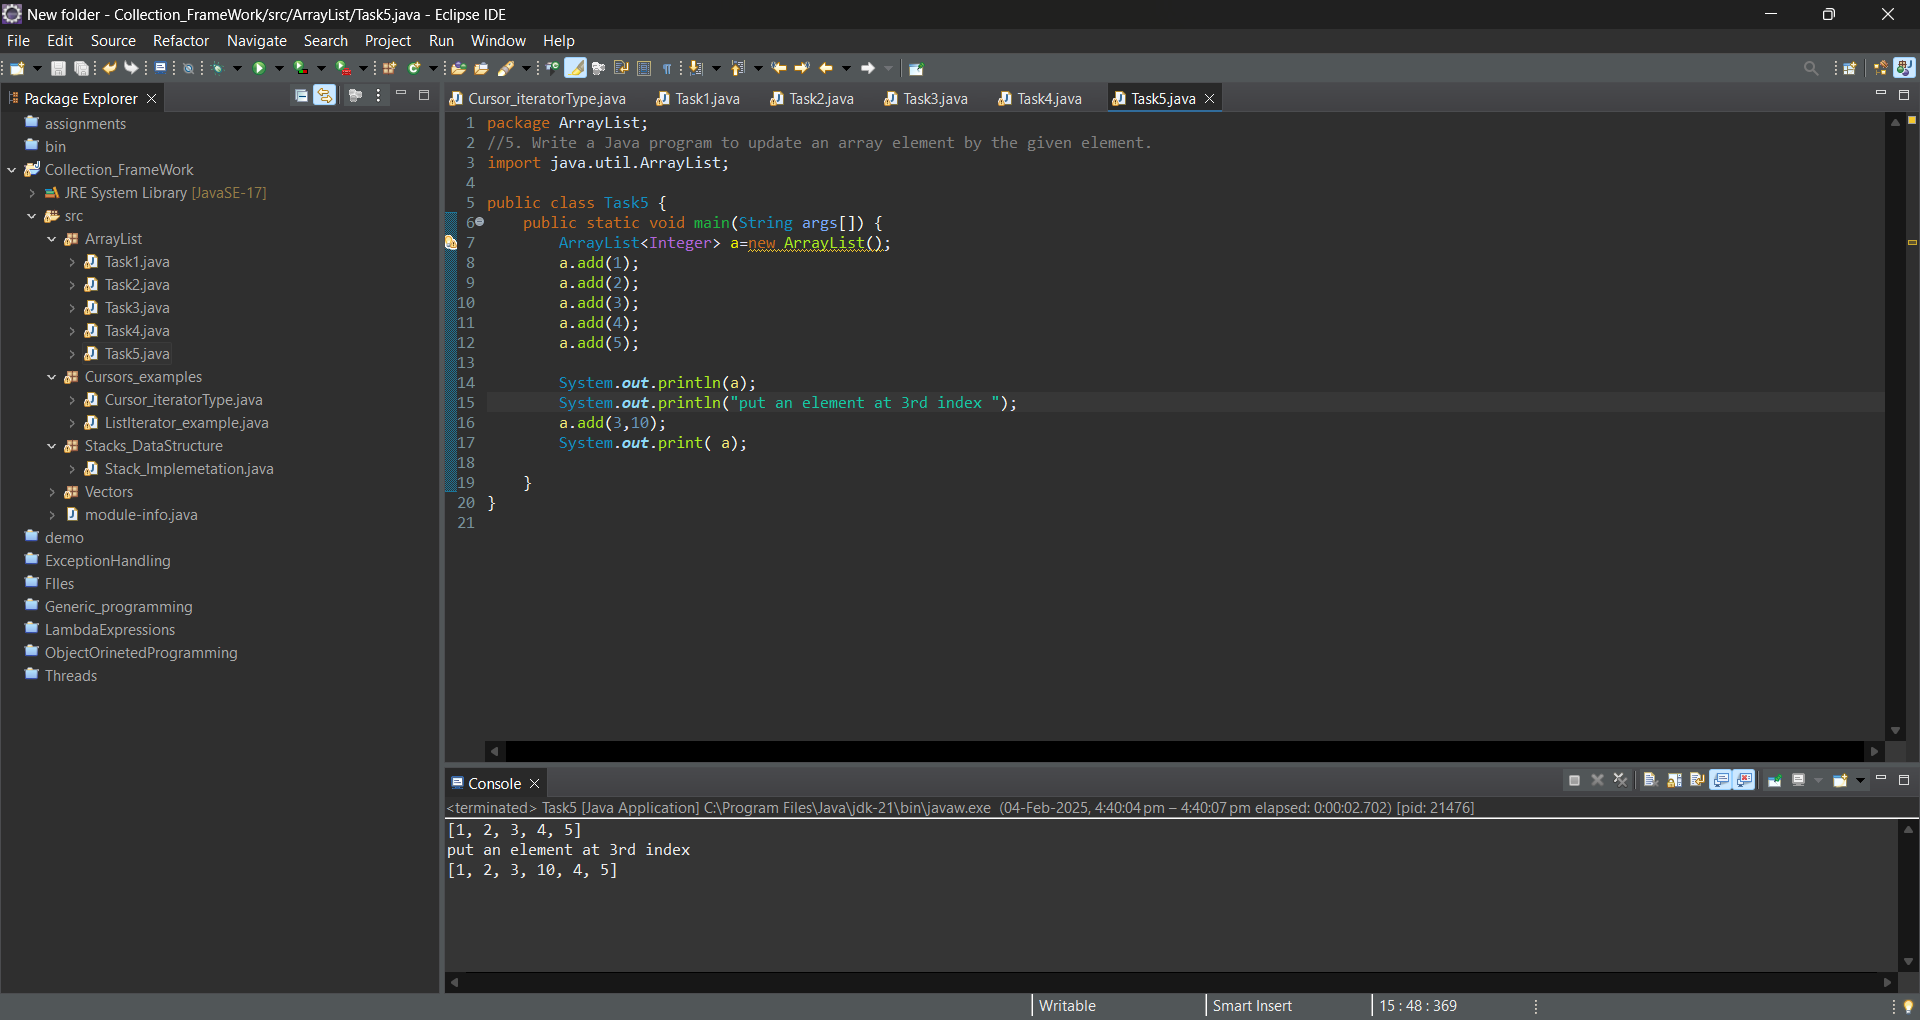 New folder - Collection_FrameWork/src/ArrayList/Task5.java - Eclipse IDE
File Edit Source Refactor Navigate Search Project Run Window Help
Package Explorer
assignments
bin
Collection_FrameWork
JRE System Library [JavaSE-17]
src
ArrayList
Task1.java
Task2.java
Task3.java
Task4.java
Task5.java
Cursors_examples
Cursor_iteratorType.java
ListIterator_example.java
Stacks_DataStructure
Stack_Implemetation.java
Vectors
module-info.java
demo
ExceptionHandling
FIles
Generic_programming
LambdaExpressions
ObjectOrinetedProgramming
Threads
Cursor_iteratorType.java Task1.java Task2.java Task3.java Task4.java Task5.java
1 package ArrayList;
2 //5. Write a Java program to update an array element by the given element.
3 import java.util.ArrayList;
4
5 public class Task5 {
6 public static void main(String args[]) {
7 ArrayList<Integer> a=new ArrayList();
8 a.add(1);
9 a.add(2);
10 a.add(3);
11 a.add(4);
12 a.add(5);
13
14 System.out.println(a);
15 System.out.println("put an element at 3rd index ");
16 a.add(3,10);
17 System.out.print( a);
18
19 }
20 }
21
Console
<terminated> Task5 [Java Application] C:\Program Files\Java\jdk-21\bin\javaw.exe (04-Feb-2025, 4:40:04 pm – 4:40:07 pm elapsed: 0:00:02.702) [pid: 21476]
[1, 2, 3, 4, 5]
put an element at 3rd index
[1, 2, 3, 10, 4, 5]
Writable Smart Insert 15 : 48 : 369